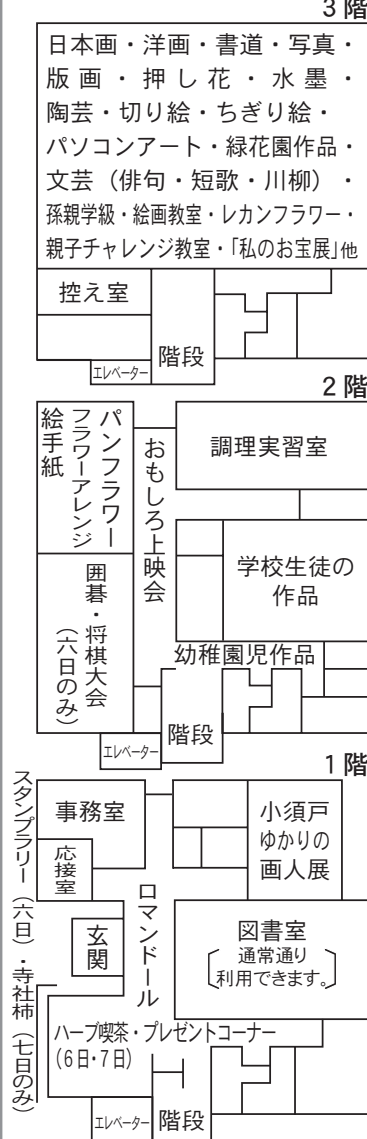 3階
日本画・洋画・書道・写真・
版画・押し花・水墨・
陶芸・切り絵・ちぎり絵・
パソコンアート・緑花園作品・
文芸（俳句・短歌・川柳）・
孫親学級・絵画教室・レカンフラワー・
親子チャレンジ教室・「私のお宝展」他
控え室
階段
エレベーター
2階
パンフラワー
フラワーアレンジ
絵手紙
おもしろ上映会
調理実習室
囲碁・将棋大会
（六日のみ）
学校生徒の
作品
幼稚園児作品
階段
エレベーター
1階
スタンプラリー（六日）・寺社柿（七日のみ）
事務室
応接室
小須戸
ゆかりの
画人展
ロマンドール
玄関
図書室
通常通り
利用できます。
ハーブ喫茶・プレゼントコーナー
（6日・7日）
エレベーター
階段